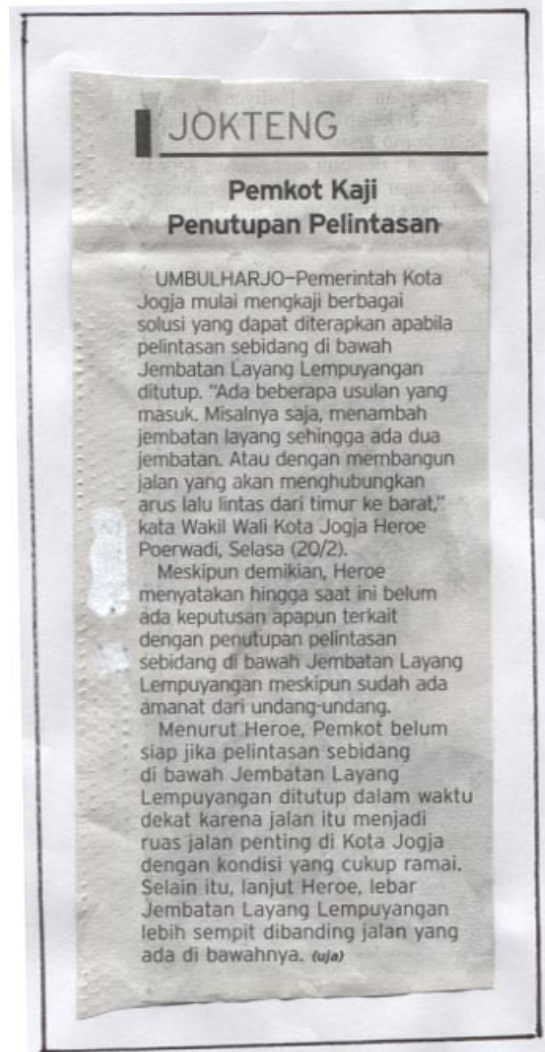 JOKTENG
Pemkot Kaji
Penutupan Pelintasan
UMBULHARJO—Pemerintah Kota
Jogja mulai mengkaji berbagai
solusi yang dapat diterapkan apabila
pelintasan sebidang di bawah
Jembatan Layang Lempuyangan
ditutup. "Ada beberapa usulan yang
masuk. Misalnya saja, menambah
jembatan layang sehingga ada dua
jembatan. Atau dengan membangun
jalan yang akan menghubungkan
arus lalu lintas dari timur ke barat,"
kata Wakil Wali Kota Jogja Heroe
Poerwadi, Selasa (20/2).
Meskipun demikian, Heroe
menyatakan hingga saat ini belum
ada keputusan apapun terkait
dengan penutupan pelintasan
sebidang di bawah Jembatan Layang
Lempuyangan meskipun sudah ada
amanat dari undang-undang.
Menurut Heroe, Pemkot belum
siap jika pelintasan sebidang
di bawah Jembatan Layang
Lempuyangan ditutup dalam waktu
dekat karena jalan itu menjadi
ruas jalan penting di Kota Jogja
dengan kondisi yang cukup ramai.
Selain itu, lanjut Heroe, lebar
Jembatan Layang Lempuyangan
lebih sempit dibanding jalan yang
ada di bawahnya. (uja)